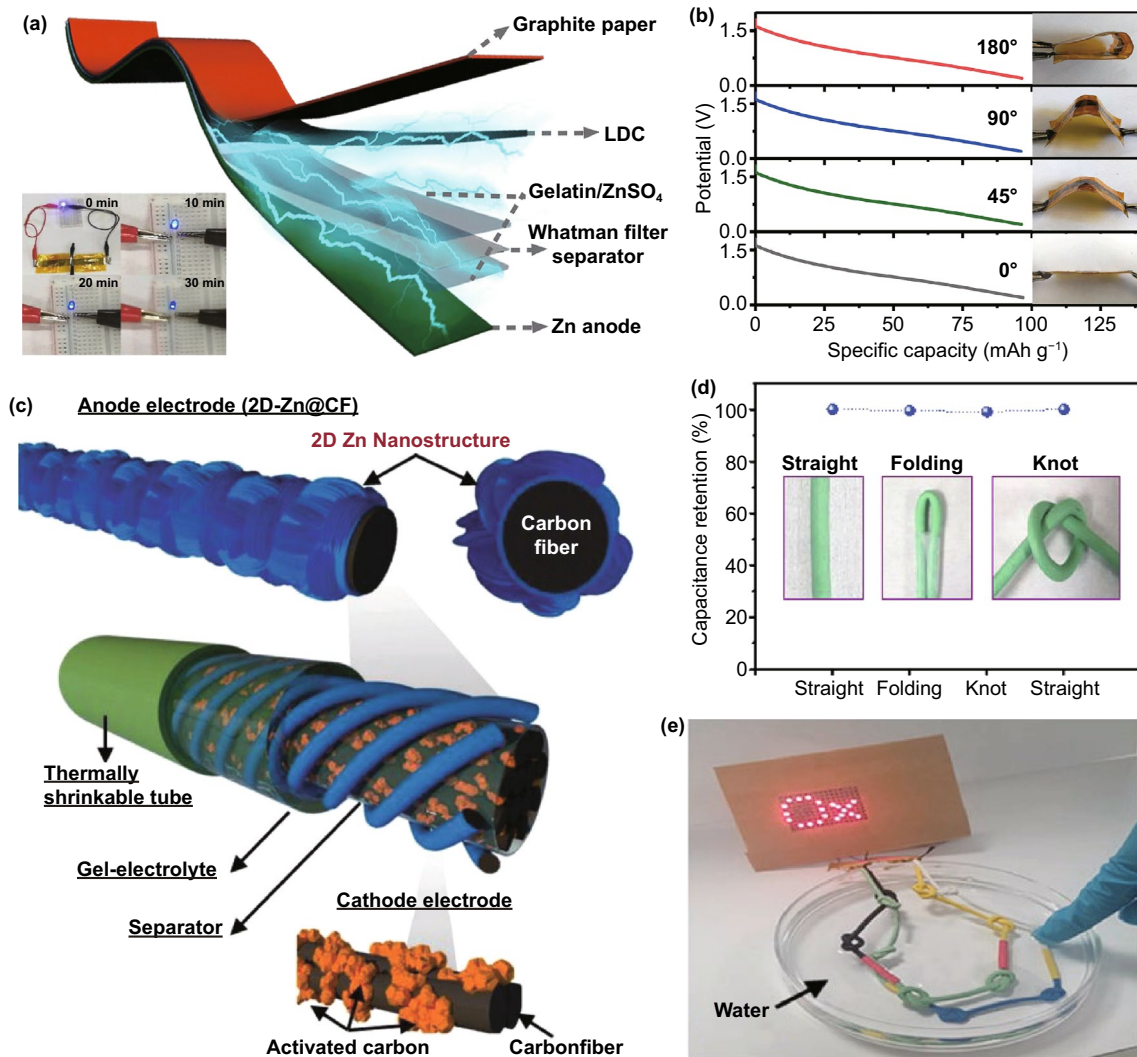 (a)
Graphite paper
LDC
Gelatin/ZnSO₄
Whatman filter
separator
Zn anode
0 min
10 min
20 min
30 min
(b)
Potential (V)
1.5
0.0
180°
1.5
0.0
90°
1.5
0.0
45°
1.5
0.0
0°
0 25 50 75 100 125
Specific capacity (mAh g⁻¹)
(c)
Anode electrode (2D-Zn@CF)
2D Zn Nanostructure
Carbon
fiber
Thermally
shrinkable tube
Gel-electrolyte
Separator
Cathode electrode
Activated carbon
Carbonfiber
(d)
Capacitance retention (%)
100
80
60
40
20
0
Straight
Folding
Knot
Straight Folding Knot Straight
(e)
Ox
Water